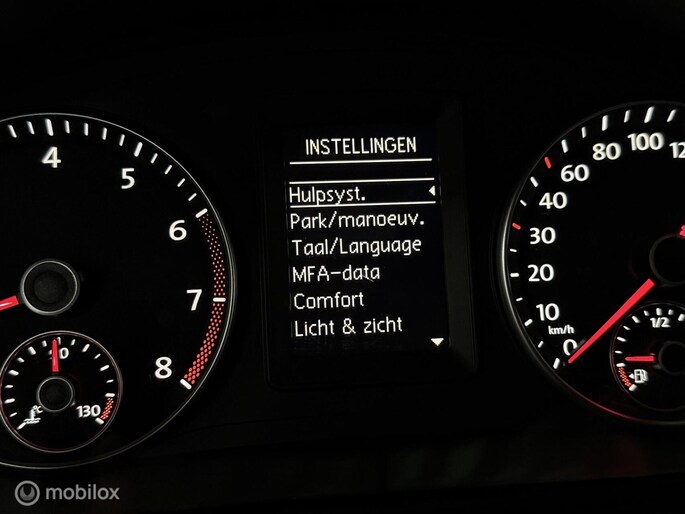 INSTELLINGEN
Hulpsyst.
Park/manoeuv.
Taal/Language
MFA-data
Comfort
Licht & zicht
4
5
6
7
8
90
°C
130
0
10
20
30
40
60
80
100
km/h
1/2
mobilox